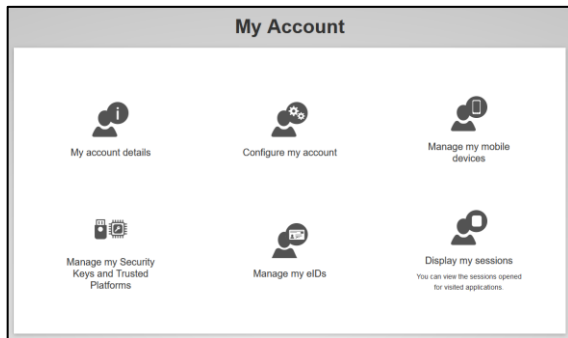 My Account
My account details
Configure my account
Manage my mobile
devices
Manage my Security
Keys and Trusted
Platforms
Manage my eIDs
Display my sessions
You can view the sessions opened
for visited applications.